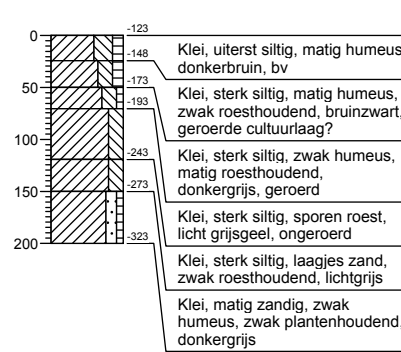 0
50
100
150
200
-123
-148
-173
-193
-243
-273
-323
Klei, uiterst siltig, matig humeus
donkerbruin, bv
Klei, sterk siltig, matig humeus,
zwak roesthoudend, bruinzwart,
geroerde cultuurlaag?
Klei, sterk siltig, zwak humeus,
matig roesthoudend,
donkergrijs, geroerd
Klei, sterk siltig, sporen roest,
licht grijsgeel, ongeroerd
Klei, sterk siltig, laagjes zand,
zwak roesthoudend, lichtgrijs
Klei, matig zandig, zwak
humeus, zwak plantenhoudend,
donkergrijs